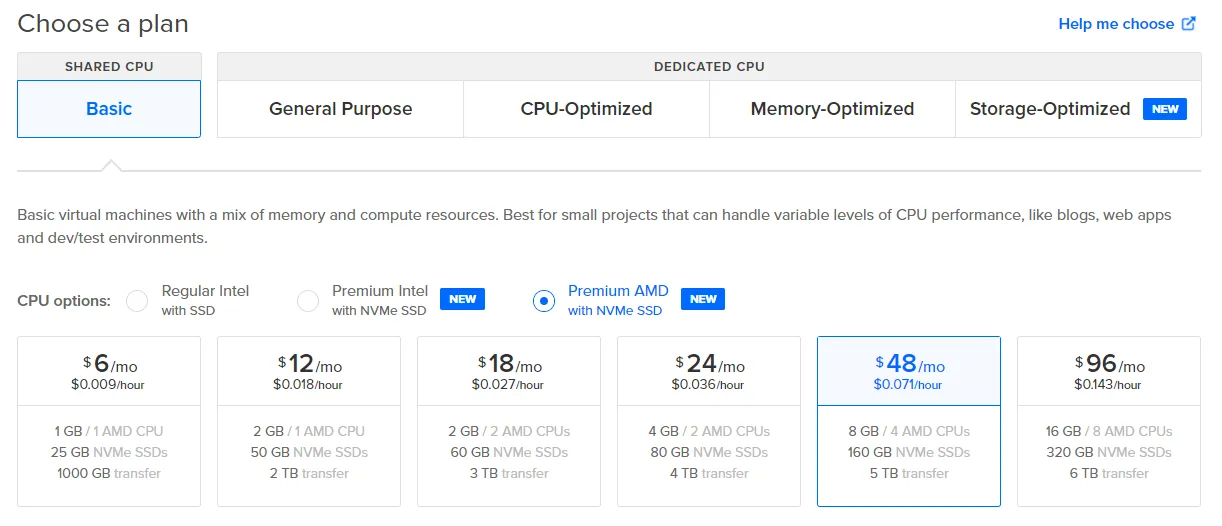 Choose a plan
Help me choose
SHARED CPU
DEDICATED CPU
Basic
General Purpose
CPU-Optimized
Memory-Optimized
Storage-Optimized NEW
Basic virtual machines with a mix of memory and compute resources. Best for small projects that can handle variable levels of CPU performance, like blogs, web apps
and dev/test environments.
CPU options:
Regular Intel
with SSD
Premium Intel
with NVMe SSD
NEW
Premium AMD
with NVMe SSD
NEW
$6/mo
$0.009/hour
1 GB / 1 AMD CPU
25 GB NVMe SSDs
1000 GB transfer
$12/mo
$0.018/hour
2 GB / 1 AMD CPU
50 GB NVMe SSDs
2 TB transfer
$18/mo
$0.027/hour
2 GB / 2 AMD CPUs
60 GB NVMe SSDs
3 TB transfer
$24/mo
$0.036/hour
4 GB / 2 AMD CPUs
80 GB NVMe SSDs
4 TB transfer
$48/mo
$0.071/hour
8 GB / 4 AMD CPUs
160 GB NVMe SSDs
5 TB transfer
$96/mo
$0.143/hour
16 GB / 8 AMD CPUs
320 GB NVMe SSDs
6 TB transfer